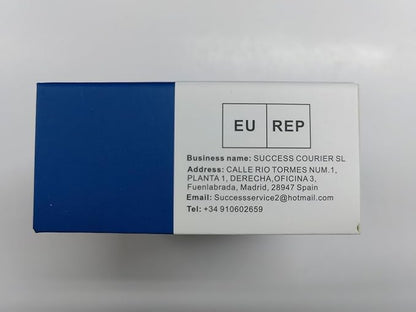 EU REP
Business name: SUCCESS COURIER SL
Address: CALLE RIO TORMES NUM.1,
PLANTA 1, DERECHA,OFICINA 3,
Fuenlabrada, Madrid, 28947 Spain
Email: Successservice2@hotmail.com
Tel: +34 910602659